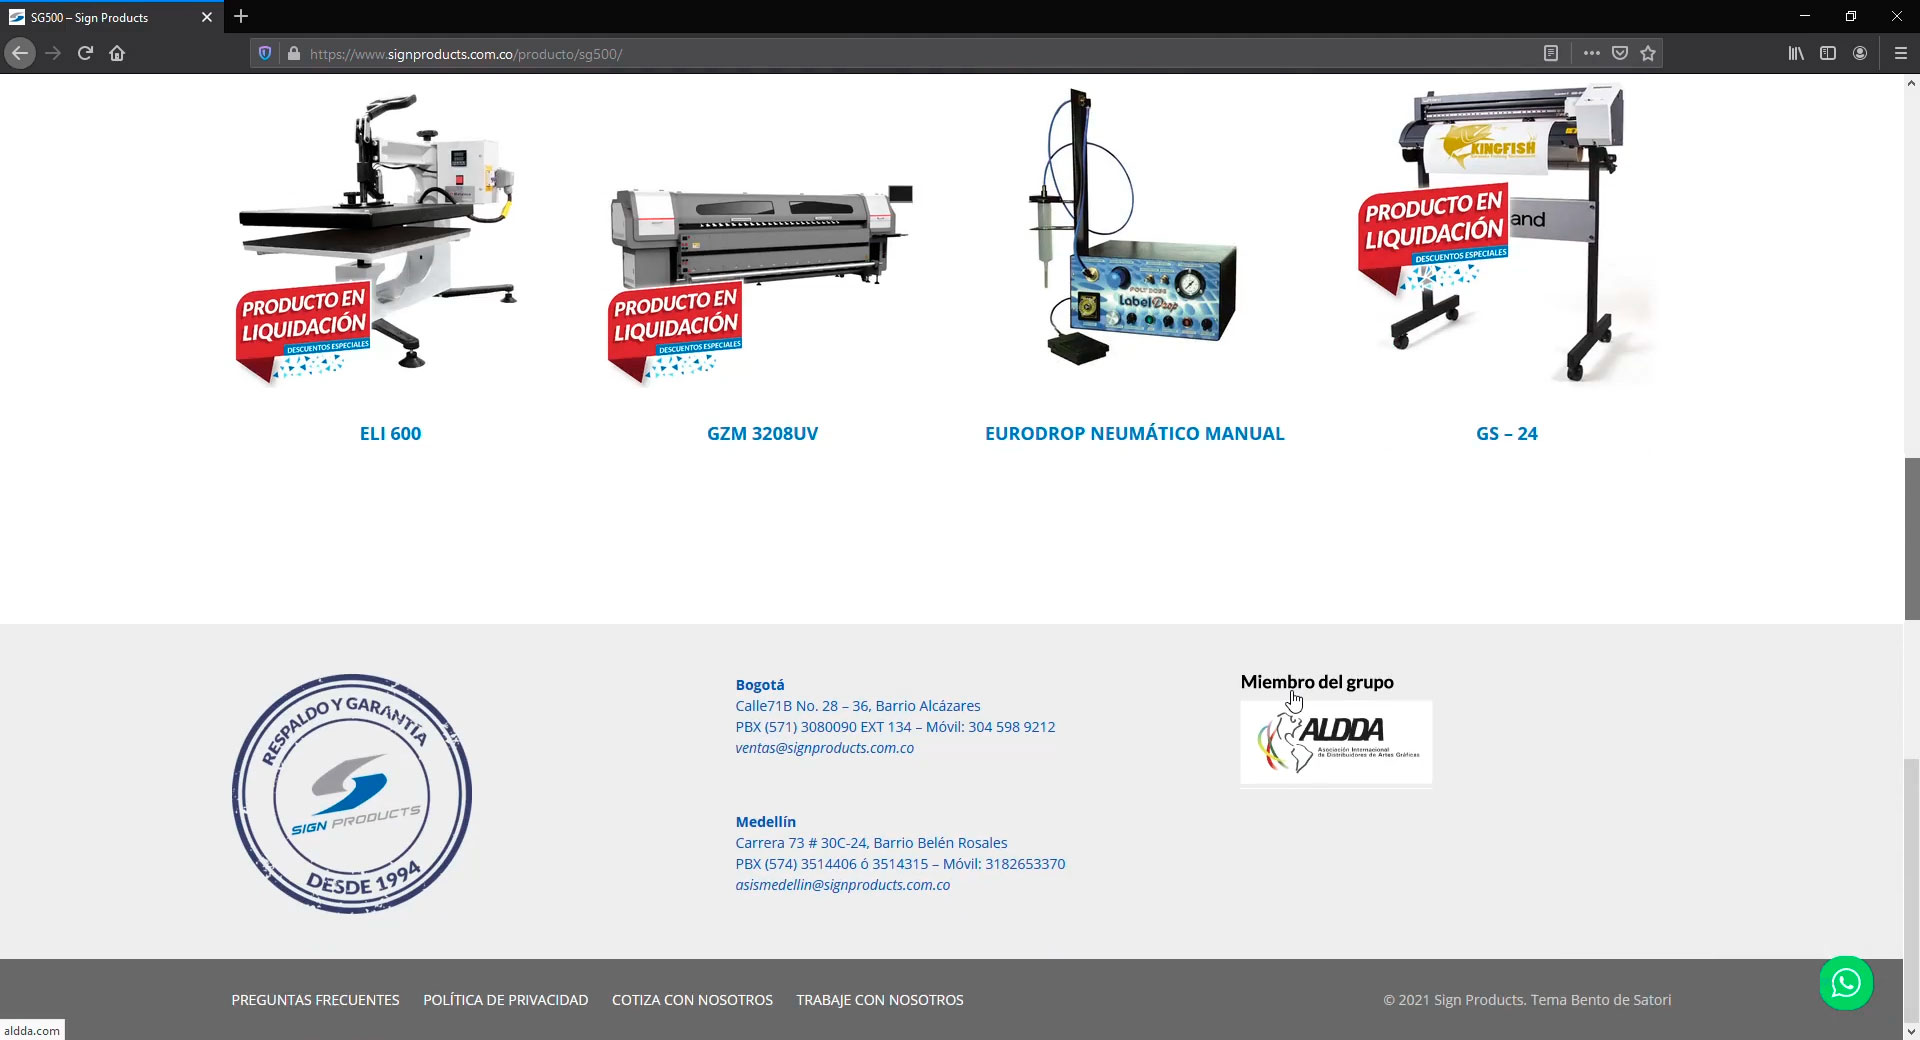 SG500 – Sign Products
https://www.signproducts.com.co/producto/sg500/
KINGFISH
PRODUCTO EN
LIQUIDACIÓN
DESCUENTOS ESPECIALES
and
PRODUCTO EN
LIQUIDACIÓN
DESCUENTOS ESPECIALES
PRODUCTO EN
LIQUIDACIÓN
DESCUENTOS ESPECIALES
POLY DOSE
Label Drop
ELI 600
GZM 3208UV
EURODROP NEUMÁTICO MANUAL
GS – 24
RESPALDO Y GARANTÍA
SIGN PRODUCTS
DESDE 1994
Bogotá
Calle71B No. 28 – 36, Barrio Alcázares
PBX (571) 3080090 EXT 134 – Móvil: 304 598 9212
ventas@signproducts.com.co
Medellín
Carrera 73 # 30C-24, Barrio Belén Rosales
PBX (574) 3514406 ó 3514315 – Móvil: 3182653370
asismedellin@signproducts.com.co
Miembro del grupo
ALDDA
Asociación Internacional
de Distribuidores de Artes Gráficas
PREGUNTAS FRECUENTES
POLÍTICA DE PRIVACIDAD
COTIZA CON NOSOTROS
TRABAJE CON NOSOTROS
© 2021 Sign Products. Tema Bento de Satori
aldda.com